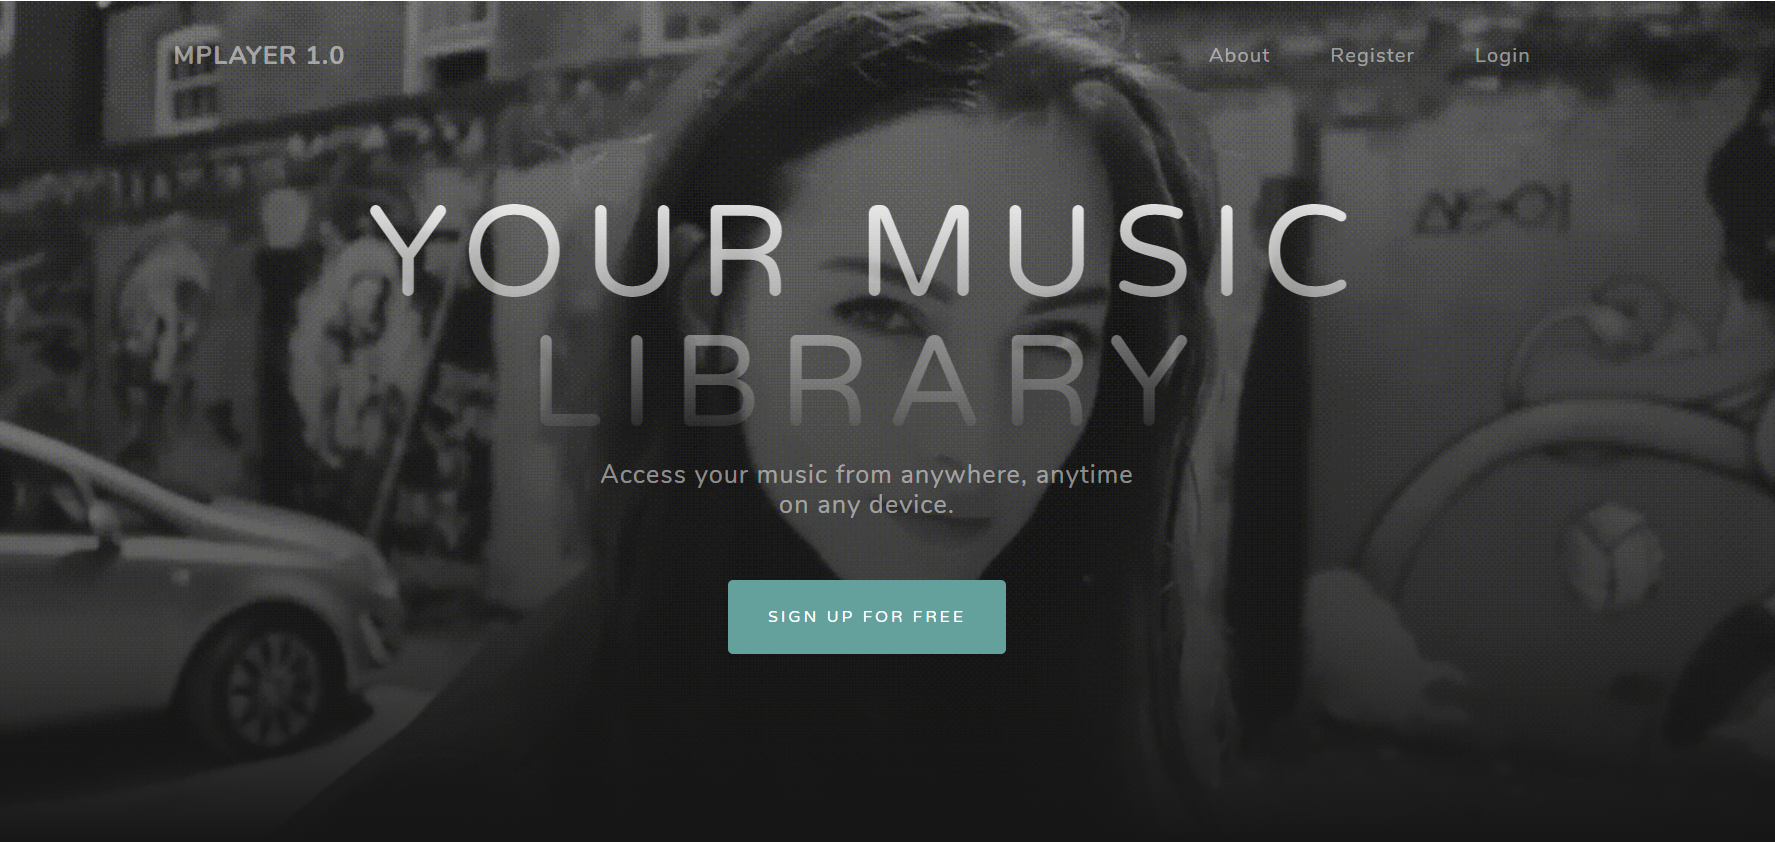 MPLAYER 1.0
About Register Login
YOUR MUSIC
LIBRARY
Access your music from anywhere, anytime
on any device.
SIGN UP FOR FREE